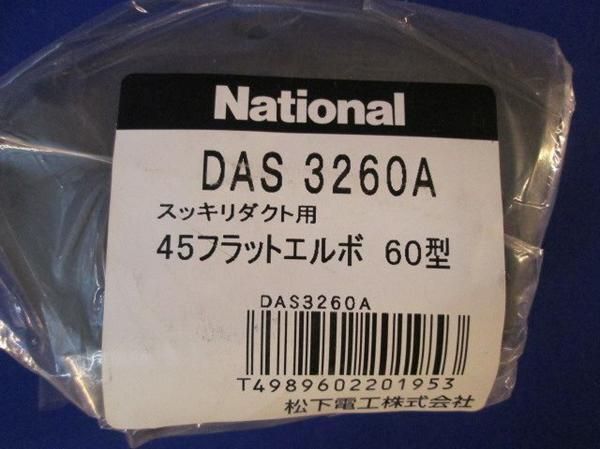 National
DAS 3260A
スッキリダクト用
45フラットエルボ 60型
DAS3260A
T4989602201953
松下電工株式会社